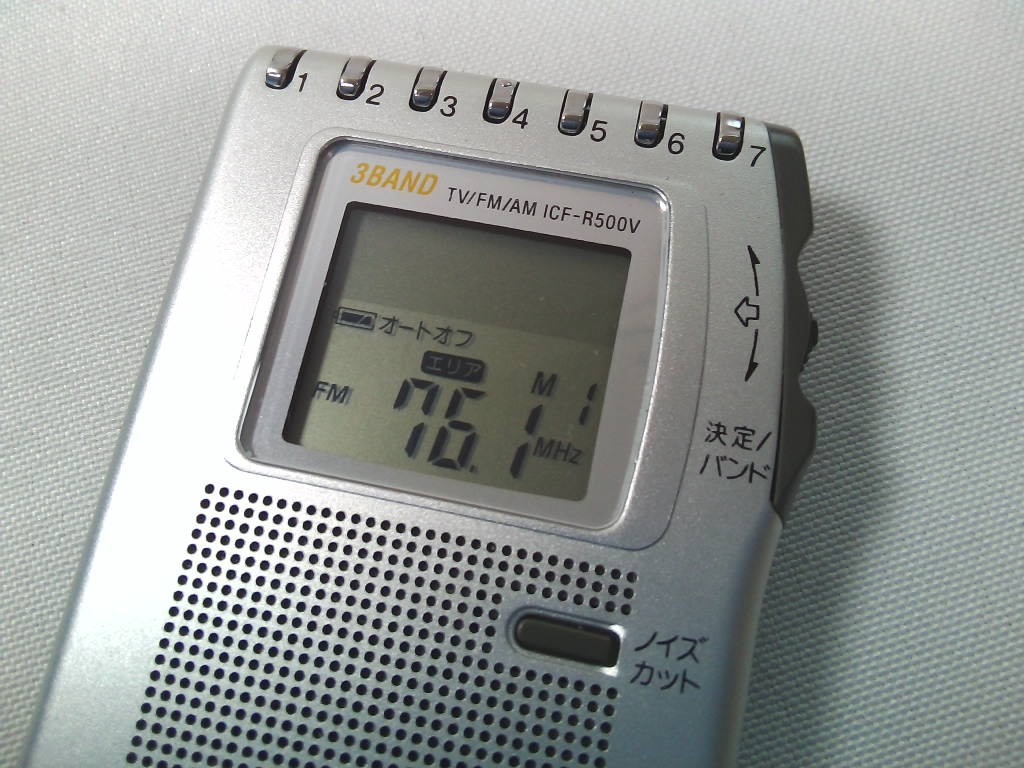 1 2 3 4 5 6 7
3BAND TV/FM/AM ICF-R500V
オートオフ
エリア M 1
FM 76.1 MHz
決定/
バンド
ノイズ
カット